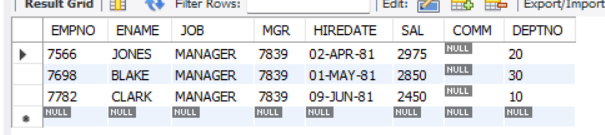 Result Grid Filter Rows: Edit: Export/Import
EMPNO ENAME JOB MGR HIREDATE SAL COMM DEPTNO
7566 JONES MANAGER 7839 02-APR-81 2975 NULL 20
7698 BLAKE MANAGER 7839 01-MAY-81 2850 NULL 30
7782 CLARK MANAGER 7839 09-JUN-81 2450 NULL 10
NULL NULL NULL NULL NULL NULL NULL NULL